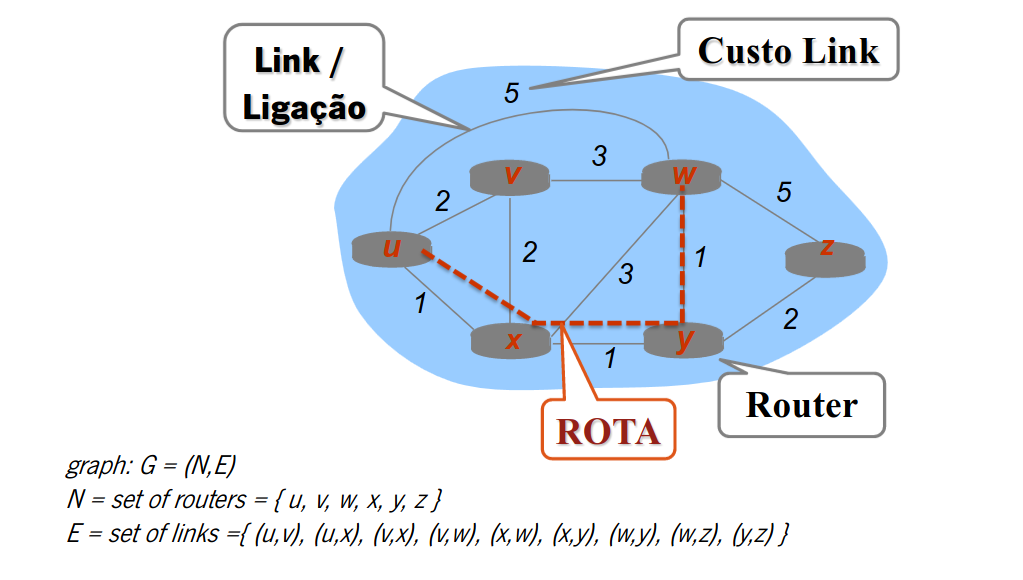 Link /
Ligação
Custo Link
5
v
3
w
2
5
u
2
z
1
3
1
x
1
y
2
ROTA
Router
graph: G = (N,E)
N = set of routers = { u, v, w, x, y, z }
E = set of links ={ (u,v), (u,x), (v,x), (v,w), (x,w), (x,y), (w,y), (w,z), (y,z) }